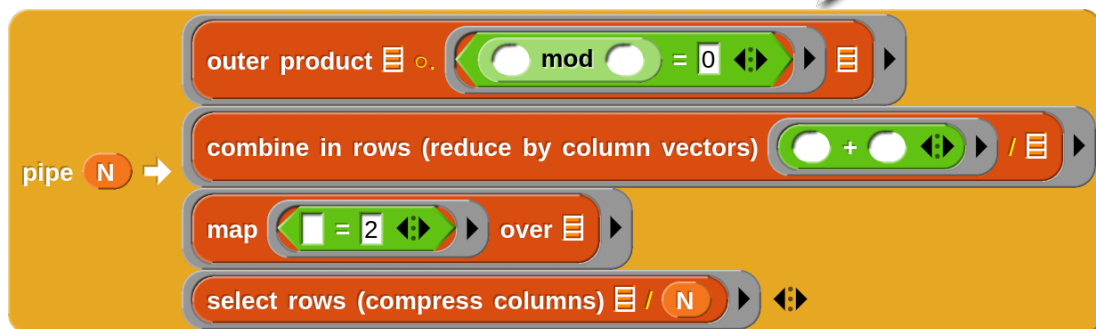 outer product ∘. mod = 0
combine in rows (reduce by column vectors) + /
pipe N
map = 2 over
select rows (compress columns) / N